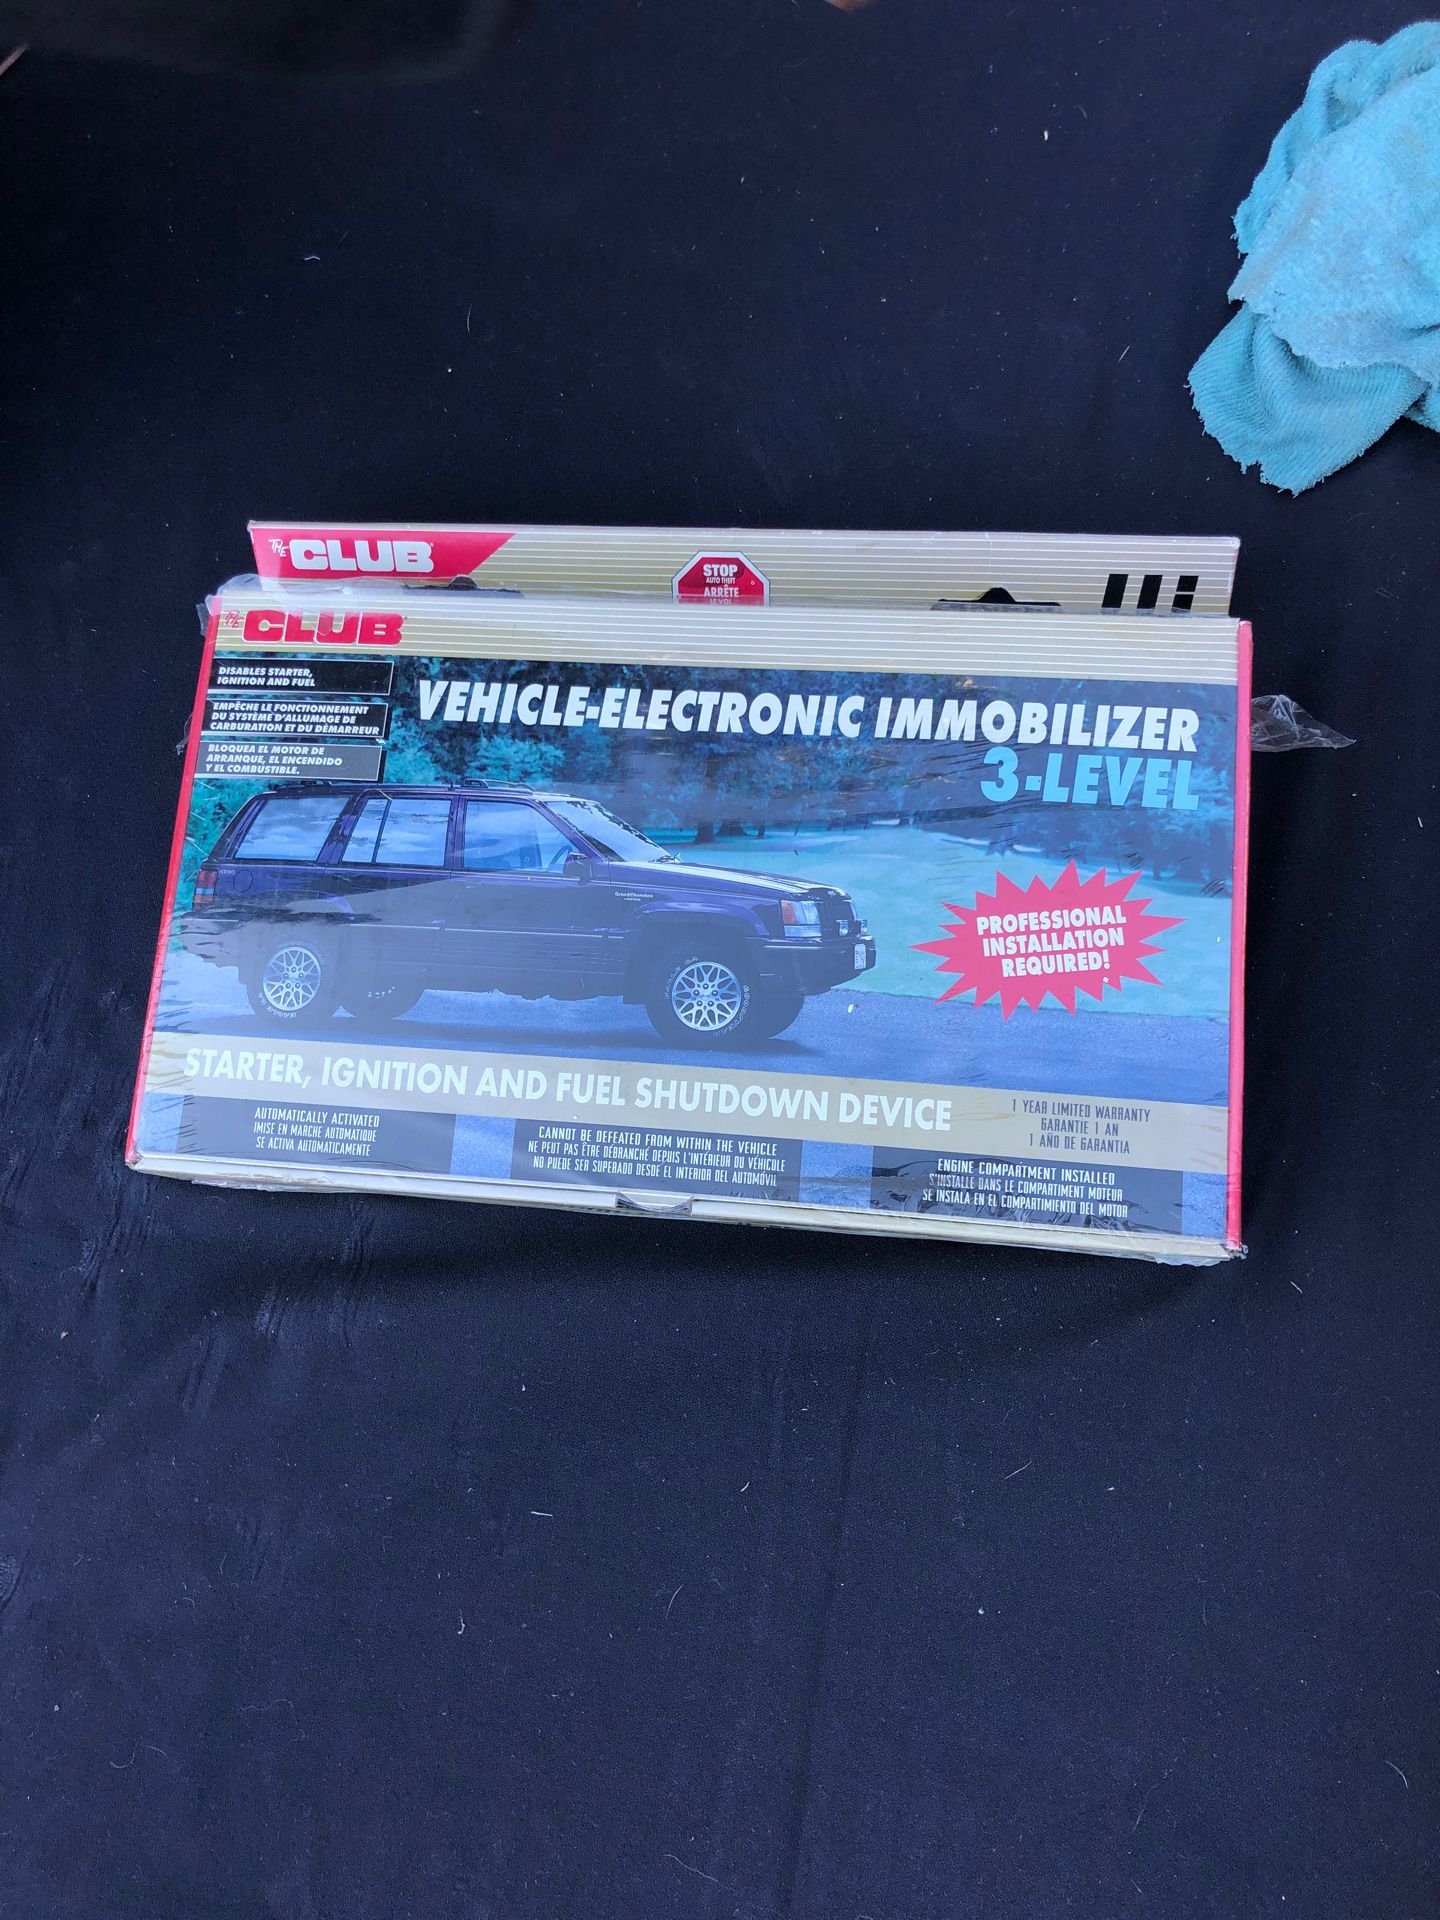 THE CLUB
STOP
AUTO THEFT
ARRÊTE
LE VOL
THE CLUB
DISABLES STARTER,
IGNITION AND FUEL
EMPÊCHE LE FONCTIONNEMENT
DU SYSTÈME D'ALLUMAGE DE
CARBURATION ET DU DÉMARREUR
BLOQUEA EL MOTOR DE
ARRANQUE, EL ENCENDIDO
Y EL COMBUSTIBLE.
VEHICLE-ELECTRONIC IMMOBILIZER
3-LEVEL
Grand Cherokee
LIMITED
PROFESSIONAL
INSTALLATION
REQUIRED!
STARTER, IGNITION AND FUEL SHUTDOWN DEVICE
1 YEAR LIMITED WARRANTY
GARANTIE 1 AN
1 AÑO DE GARANTIA
AUTOMATICALLY ACTIVATED
MISE EN MARCHE AUTOMATIQUE
SE ACTIVA AUTOMATICAMENTE
CANNOT BE DEFEATED FROM WITHIN THE VEHICLE
NE PEUT PAS ÊTRE DÉBRANCHÉ DEPUIS L'INTÉRIEUR DU VÉHICULE
NO PUEDE SER SUPERADO DESDE EL INTERIOR DEL AUTOMÓVIL
ENGINE COMPARTMENT INSTALLED
S'INSTALLE DANS LE COMPARTIMENT MOTEUR
SE INSTALA EN EL COMPARTIMIENTO DEL MOTOR